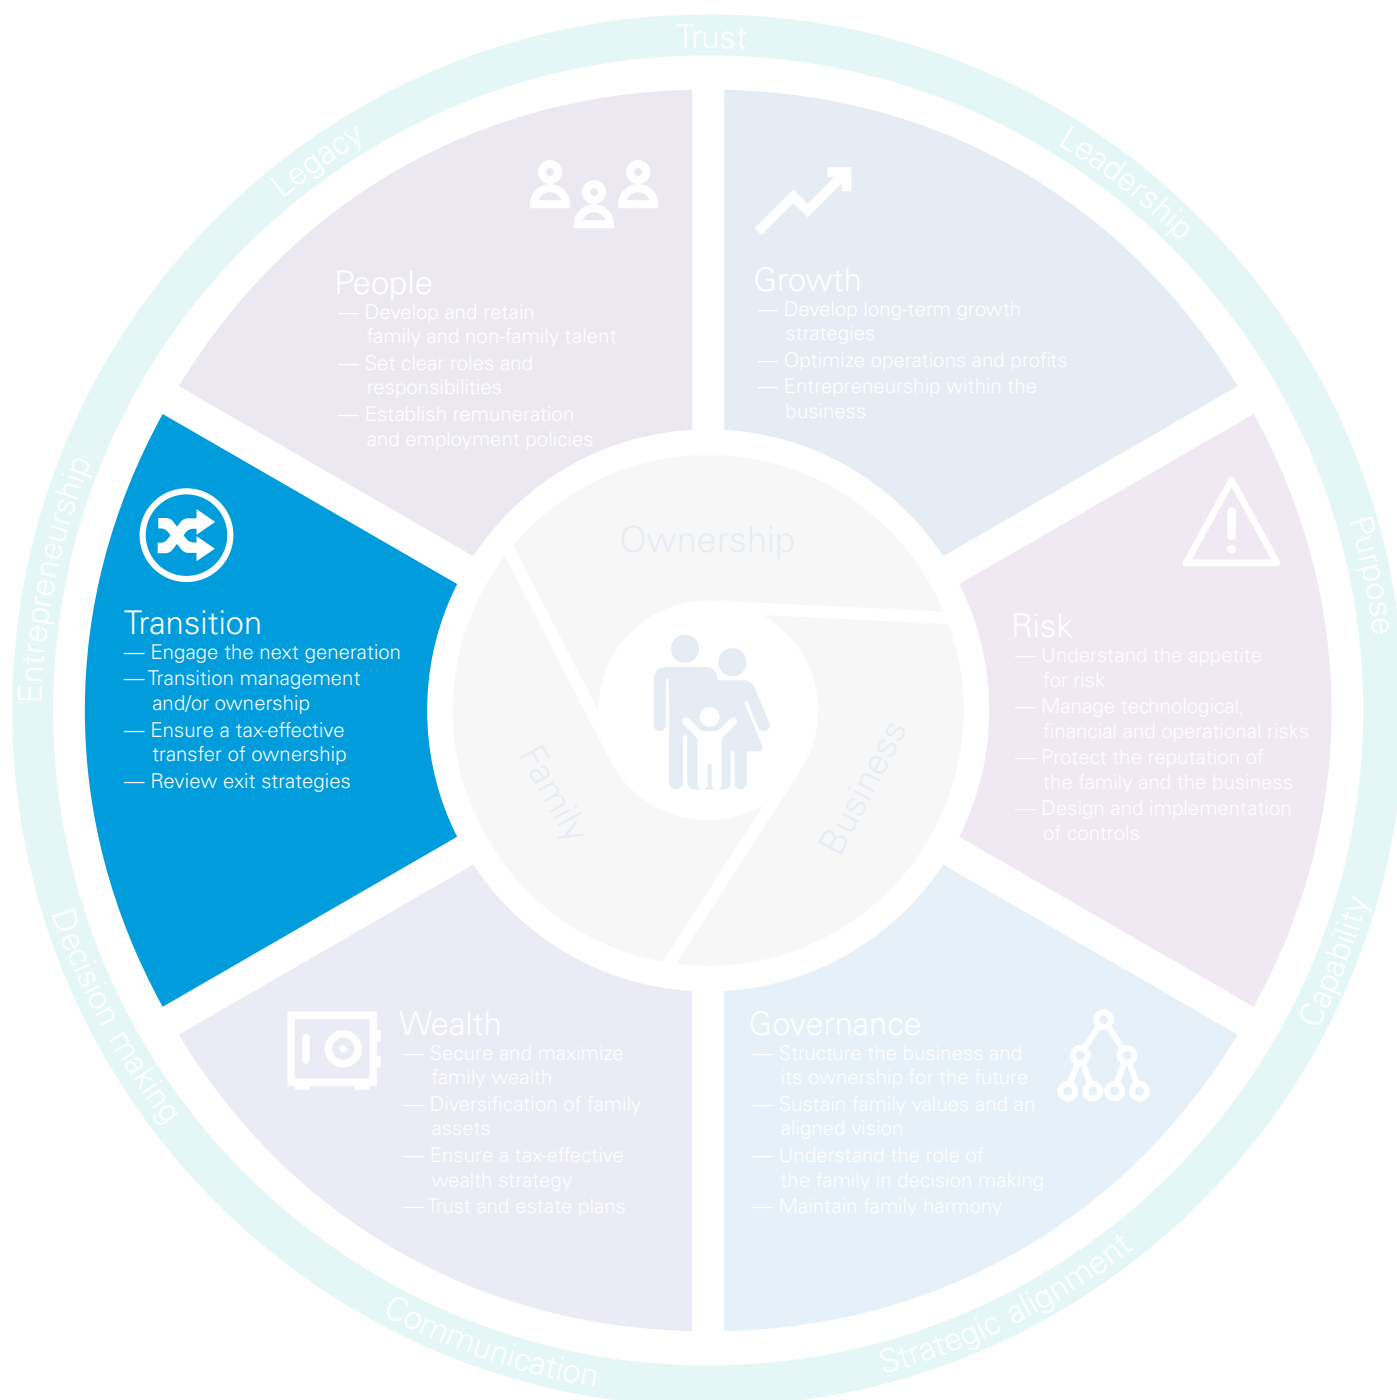 Trust
Legacy
Leadership
People
— Develop and retain
family and non-family talent
— Set clear roles and
responsibilities
— Establish remuneration
and employment policies
Growth
— Develop long-term growth
strategies
— Optimize operations and profits
— Entrepreneurship within the
business
Entrepreneurship
Transition
— Engage the next generation
— Transition management
and/or ownership
— Ensure a tax-effective
transfer of ownership
— Review exit strategies
Ownership
Family
Business
Risk
— Understand the appetite
for risk
— Manage technological,
financial and operational risks
— Protect the reputation of
the family and the business
— Design and implementation
of controls
Purpose
Decision making
Wealth
— Secure and maximize
family wealth
— Diversification of family
assets
— Ensure a tax-effective
wealth strategy
— Trust and estate plans
Governance
— Structure the business and
its ownership for the future
— Sustain family values and an
aligned vision
— Understand the role of
the family in decision making
— Maintain family harmony
Capability
Communication
Strategic alignment